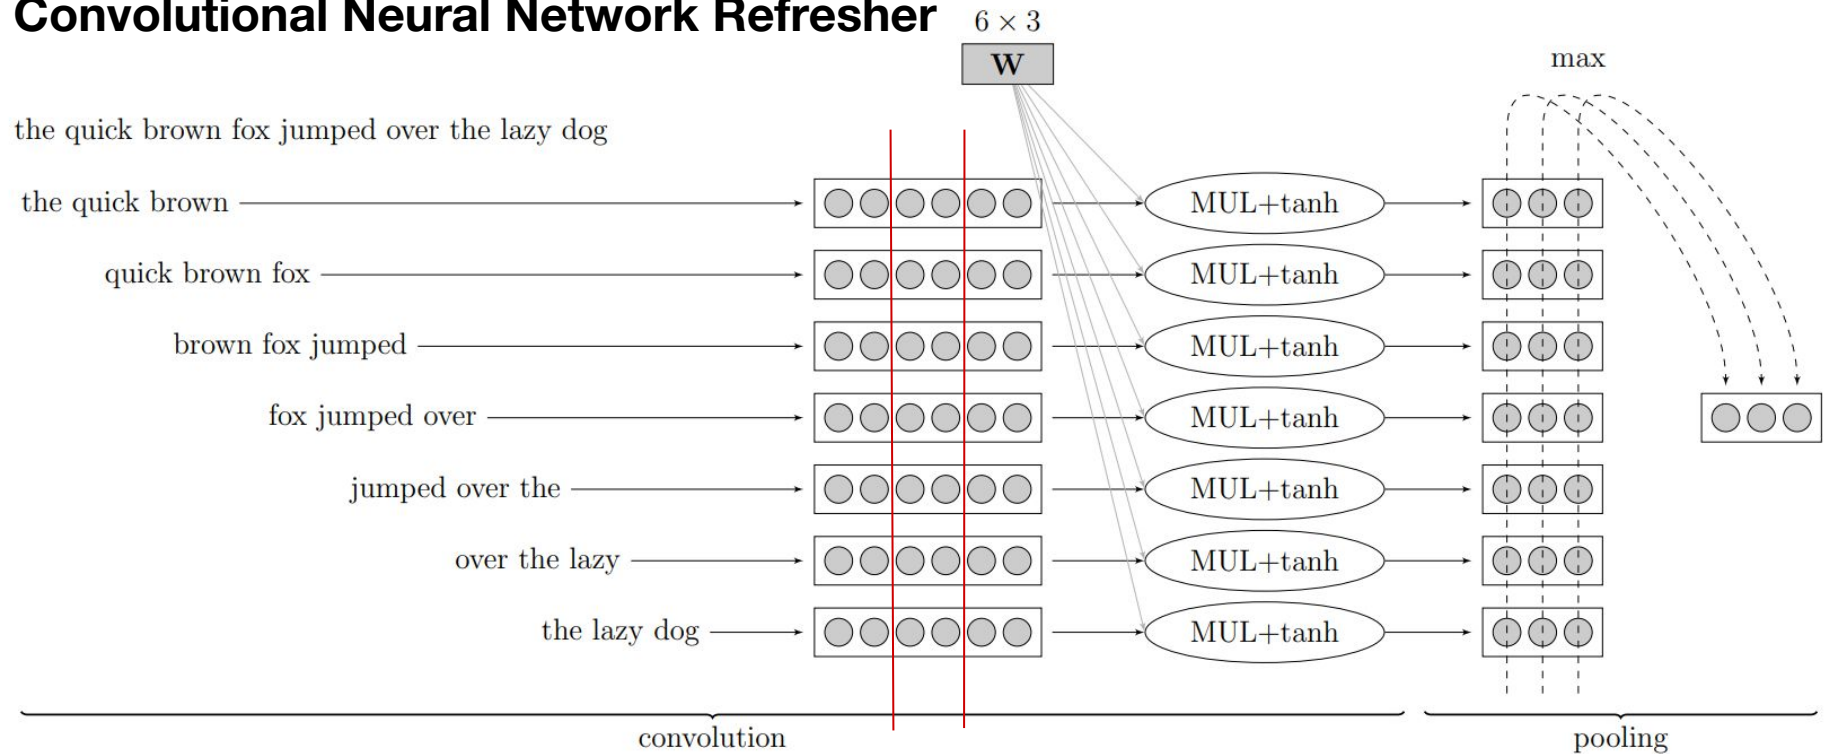 Convolutional Neural Network Refresher
6 × 3
W
max
the quick brown fox jumped over the lazy dog
the quick brown MUL+tanh
quick brown fox MUL+tanh
brown fox jumped MUL+tanh
fox jumped over MUL+tanh
jumped over the MUL+tanh
over the lazy MUL+tanh
the lazy dog MUL+tanh
convolution pooling